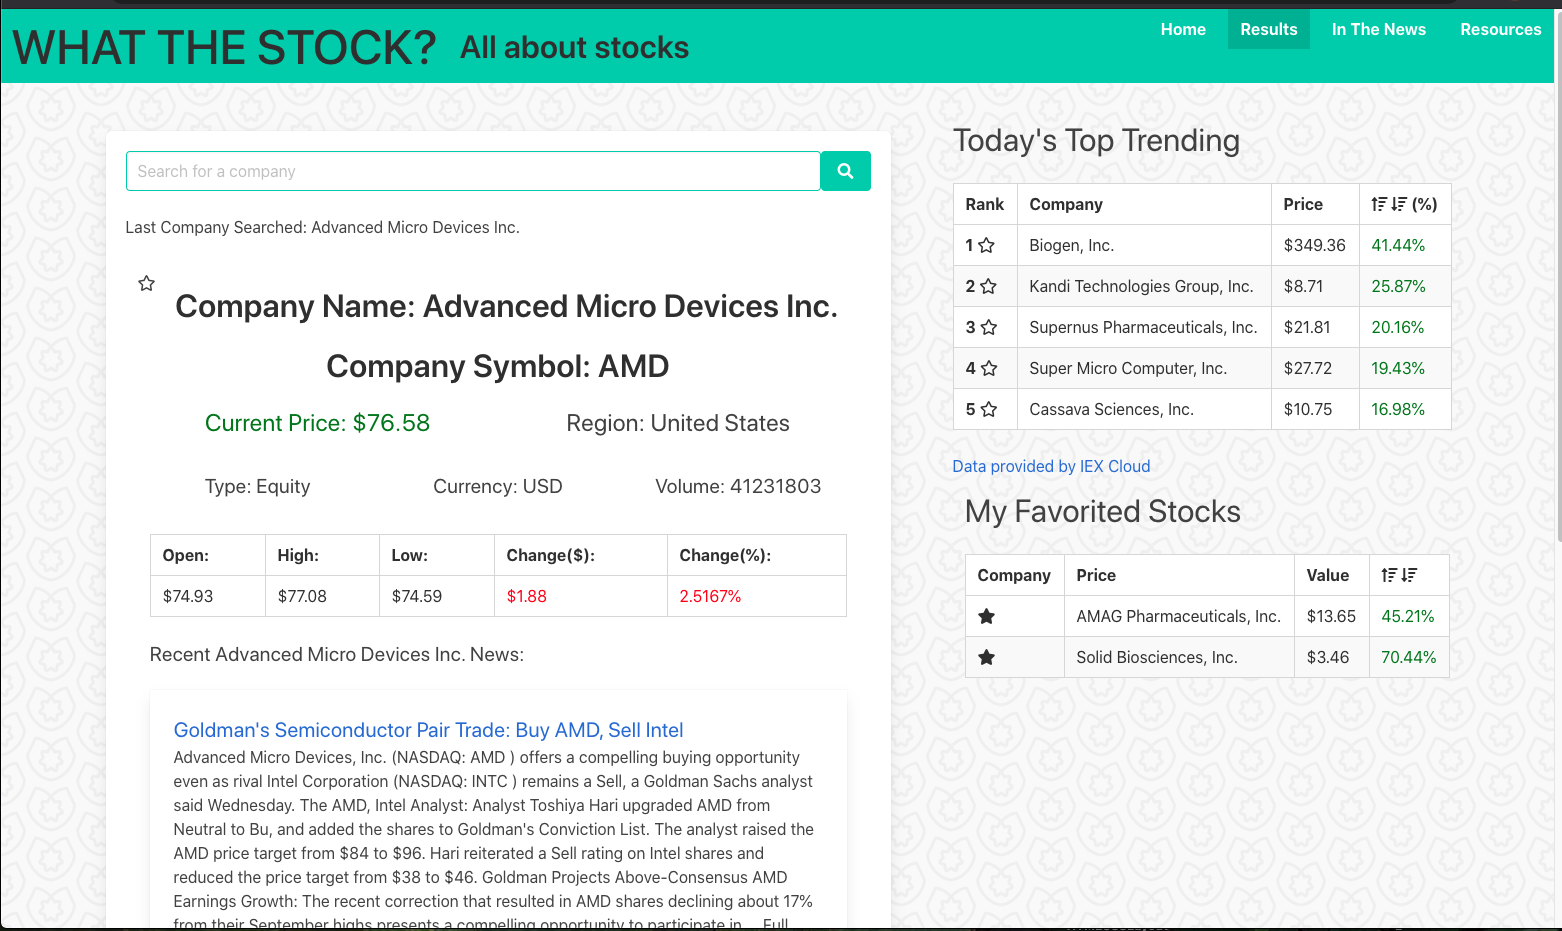 WHAT THE STOCK? All about stocks
Home Results In The News Resources
Search for a company
Last Company Searched: Advanced Micro Devices Inc.
Company Name: Advanced Micro Devices Inc.
Company Symbol: AMD
Current Price: $76.58 Region: United States
Type: Equity Currency: USD Volume: 41231803
Open: High: Low: Change($): Change(%):
$74.93 $77.08 $74.59 $1.88 2.5167%
Recent Advanced Micro Devices Inc. News:
Goldman's Semiconductor Pair Trade: Buy AMD, Sell Intel
Advanced Micro Devices, Inc. (NASDAQ: AMD ) offers a compelling buying opportunity
even as rival Intel Corporation (NASDAQ: INTC ) remains a Sell, a Goldman Sachs analyst
said Wednesday. The AMD, Intel Analyst: Analyst Toshiya Hari upgraded AMD from
Neutral to Bu, and added the shares to Goldman's Conviction List. The analyst raised the
AMD price target from $84 to $96. Hari reiterated a Sell rating on Intel shares and
reduced the price target from $38 to $46. Goldman Projects Above-Consensus AMD
Earnings Growth: The recent correction that resulted in AMD shares declining about 17%
from their September highs presents a compelling opportunity to participate in ... Full
Today's Top Trending
Rank Company Price (%)
1 Biogen, Inc. $349.36 41.44%
2 Kandi Technologies Group, Inc. $8.71 25.87%
3 Supernus Pharmaceuticals, Inc. $21.81 20.16%
4 Super Micro Computer, Inc. $27.72 19.43%
5 Cassava Sciences, Inc. $10.75 16.98%
Data provided by IEX Cloud
My Favorited Stocks
Company Price Value
AMAG Pharmaceuticals, Inc. $13.65 45.21%
Solid Biosciences, Inc. $3.46 70.44%